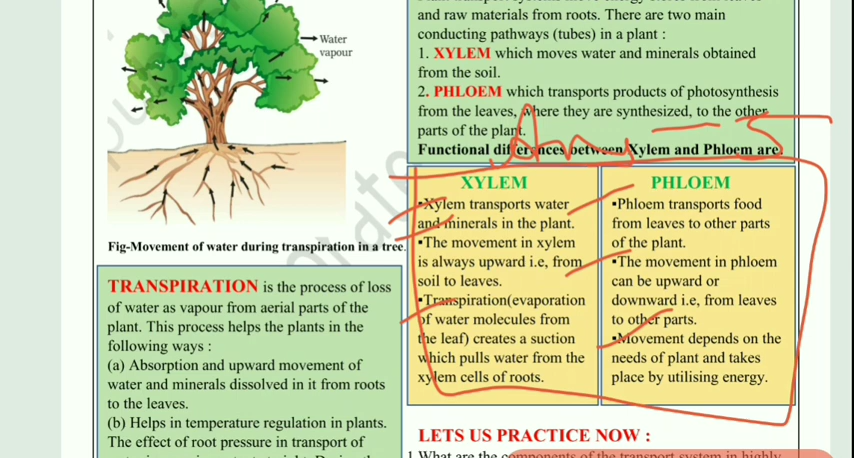 Water
vapour
Fig-Movement of water during transpiration in a tree.
TRANSPIRATION is the process of loss
of water as vapour from aerial parts of the
plant. This process helps the plants in the
following ways :
(a) Absorption and upward movement of
water and minerals dissolved in it from roots
to the leaves.
(b) Helps in temperature regulation in plants.
The effect of root pressure in transport of
and raw materials from roots. There are two main
conducting pathways (tubes) in a plant :
1. XYLEM which moves water and minerals obtained
from the soil.
2. PHLOEM which transports products of photosynthesis
from the leaves, where they are synthesized, to the other
parts of the plant.
Functional differences between Xylem and Phloem are:
XYLEM
▪Xylem transports water
and minerals in the plant.
▪The movement in xylem
is always upward i.e, from
soil to leaves.
▪Transpiration(evaporation
of water molecules from
the leaf) creates a suction
which pulls water from the
xylem cells of roots.
PHLOEM
▪Phloem transports food
from leaves to other parts
of the plant.
▪The movement in phloem
can be upward or
downward i.e, from leaves
to other parts.
▪Movement depends on the
needs of plant and takes
place by utilising energy.
LETS US PRACTICE NOW :
1.What are the components of the transport system in highly